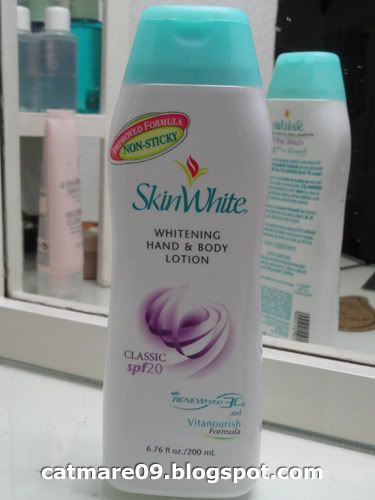 IMPROVED FORMULA
NON-STICKY
SkinWhite®
WHITENING
HAND & BODY
LOTION
CLASSIC
spf20
with
RENEWhite 3C
and
Vitanourish
Formula
6.76 fl oz./200 mL
catmare09.blogspot.com